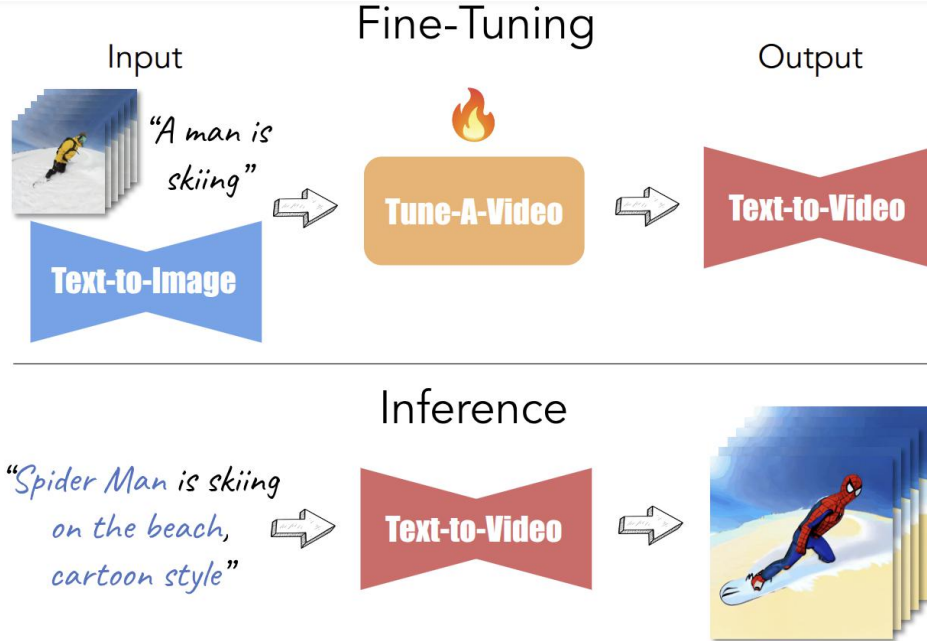 Fine-Tuning
Input
Output
“A man is
skiing”
Tune-A-Video
Text-to-Video
Text-to-Image
Inference
“Spider Man is skiing
on the beach,
cartoon style”
Text-to-Video